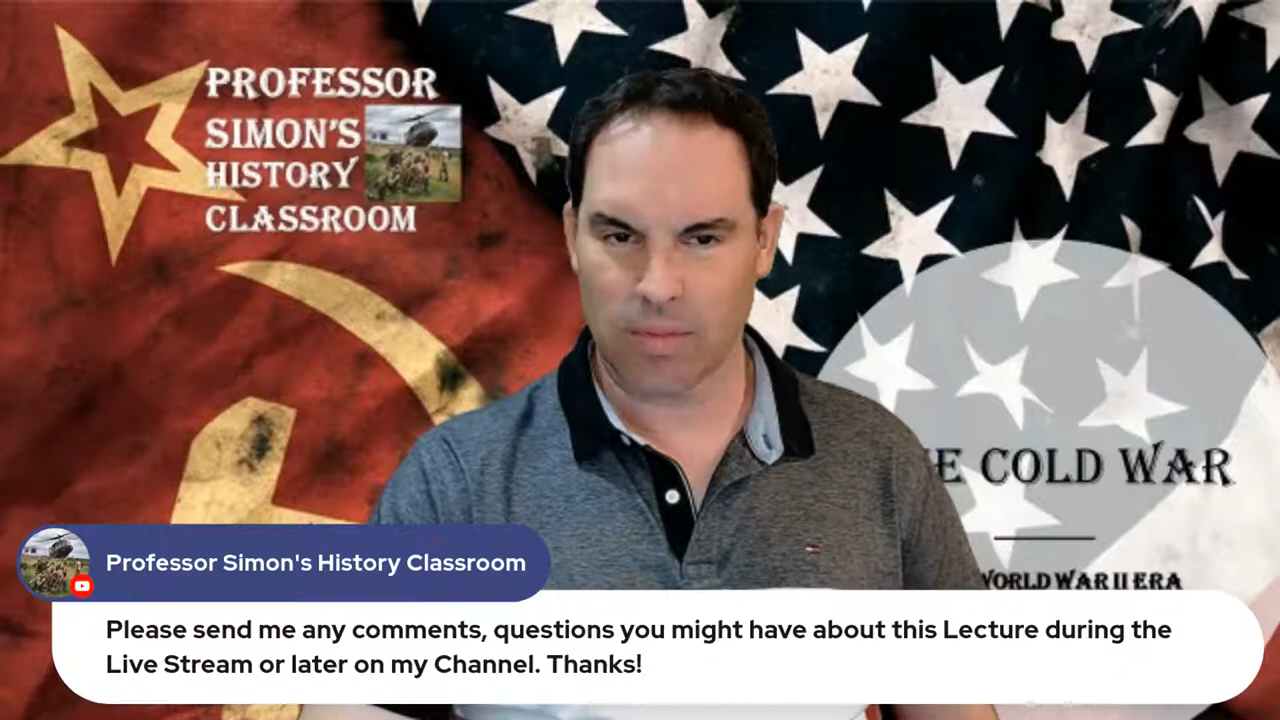 PROFESSOR
SIMON'S
HISTORY
CLASSROOM
E COLD WAR
WORLD WAR II ERA
Professor Simon's History Classroom
Please send me any comments, questions you might have about this Lecture during the
Live Stream or later on my Channel. Thanks!